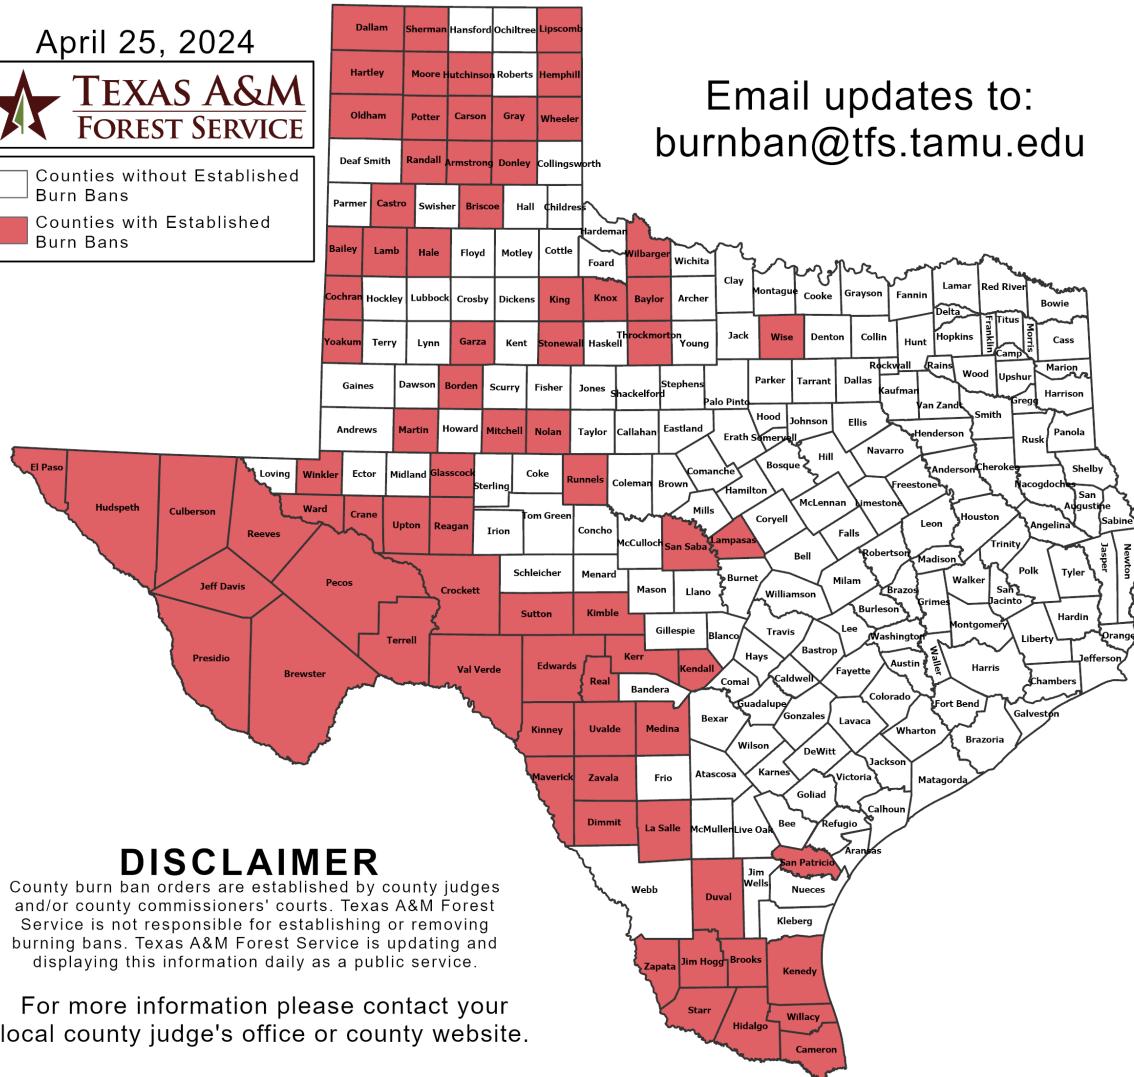 April 25, 2024
TEXAS A&M
FOREST SERVICE
Counties without Established
Burn Bans
Counties with Established
Burn Bans
Email updates to:
burnban@tfs.tamu.edu
Dallam Sherman Hansford Ochiltree Lipscomb
Hartley Moore Hutchinson Roberts Hemphill
Oldham Potter Carson Gray Wheeler
Deaf Smith Randall Armstrong Donley Collingsworth
Parmer Castro Swisher Briscoe Hall Childress
Hardeman
Bailey Lamb Hale Floyd Motley Cottle Foard Wilbarger Wichita
Clay Montague Cooke Grayson Fannin Lamar Red River Bowie
Cochran Hockley Lubbock Crosby Dickens King Knox Baylor Archer
Delta Franklin Titus Morris Cass
Yoakum Terry Lynn Garza Kent Stonewall Haskell Throckmorton Young Jack Wise Denton Collin Hunt Hopkins
Camp
Rockwall Rains Wood Upshur Marion
Gaines Dawson Borden Scurry Fisher Jones Shackelford Stephens Palo Pinto Parker Tarrant Dallas Kaufman Van Zandt Smith Gregg Harrison
Andrews Martin Howard Mitchell Nolan Taylor Callahan Eastland Erath Hood Somervell Johnson Ellis Henderson Rusk Panola
El Paso Hudspeth Culberson Reeves Loving Winkler Ector Midland Glasscock Sterling Coke Runnels Coleman Brown Comanche Bosque Hill Navarro Anderson Cherokee Nacogdoches Shelby
San
Augustine
Sabine
Ward Crane Upton Reagan Irion Tom Green Concho McCulloch San Saba Mills Hamilton Lampasas Coryell McLennan Limestone Freestone Leon Houston Angelina
Jeff Davis Pecos Crockett Schleicher Menard Mason Llano Burnet Bell Falls Milam Robertson Madison Trinity Polk Tyler Jasper Newton
Presidio Brewster Terrell Val Verde Sutton Kimble Gillespie Blanco Williamson Travis Lee Burleson Brazos Grimes Walker
San
Jacinto
Montgomery Liberty Hardin Orange
Edwards Real Kerr Kendall Bandera Comal Hays Caldwell Bastrop Fayette Washington Austin Waller Harris Chambers Jefferson
Kinney Uvalde Medina Bexar Guadalupe Gonzales Lavaca Colorado Wharton Fort Bend Brazoria Galveston
Maverick Zavala Frio Atascosa Wilson Karnes DeWitt Victoria Jackson Matagorda
Dimmit La Salle McMullen Live Oak Bee Goliad Refugio Calhoun Aransas
Webb Duval
Jim
Wells
San Patricio
Nueces
Kleberg
Zapata Jim Hogg Brooks Kenedy
Starr Hidalgo Willacy
Cameron
DISCLAIMER
County burn ban orders are established by county judges
and/or county commissioners' courts. Texas A&M Forest
Service is not responsible for establishing or removing
burning bans. Texas A&M Forest Service is updating and
displaying this information daily as a public service.
For more information please contact your
local county judge's office or county website.